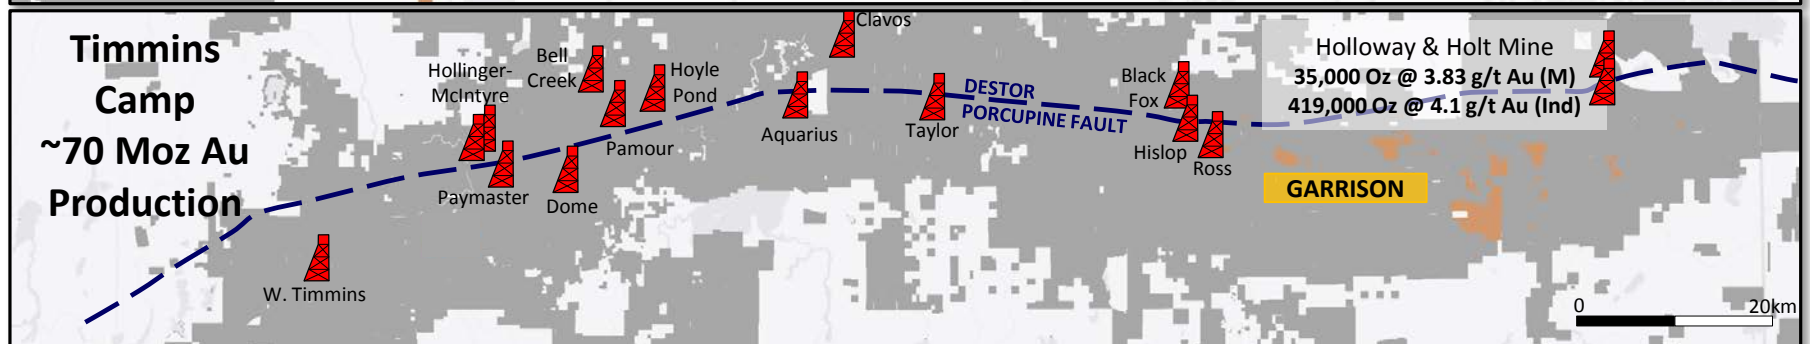 Timmins
Camp
~70 Moz Au
Production
W. Timmins
Hollinger-
McIntyre
Paymaster
Bell
Creek
Dome
Pamour
Hoyle
Pond
Aquarius
Clavos
Taylor
DESTOR
PORCUPINE FAULT
Black
Fox
Hislop
Ross
Holloway & Holt Mine
35,000 Oz @ 3.83 g/t Au (M)
419,000 Oz @ 4.1 g/t Au (Ind)
GARRISON
0 20km